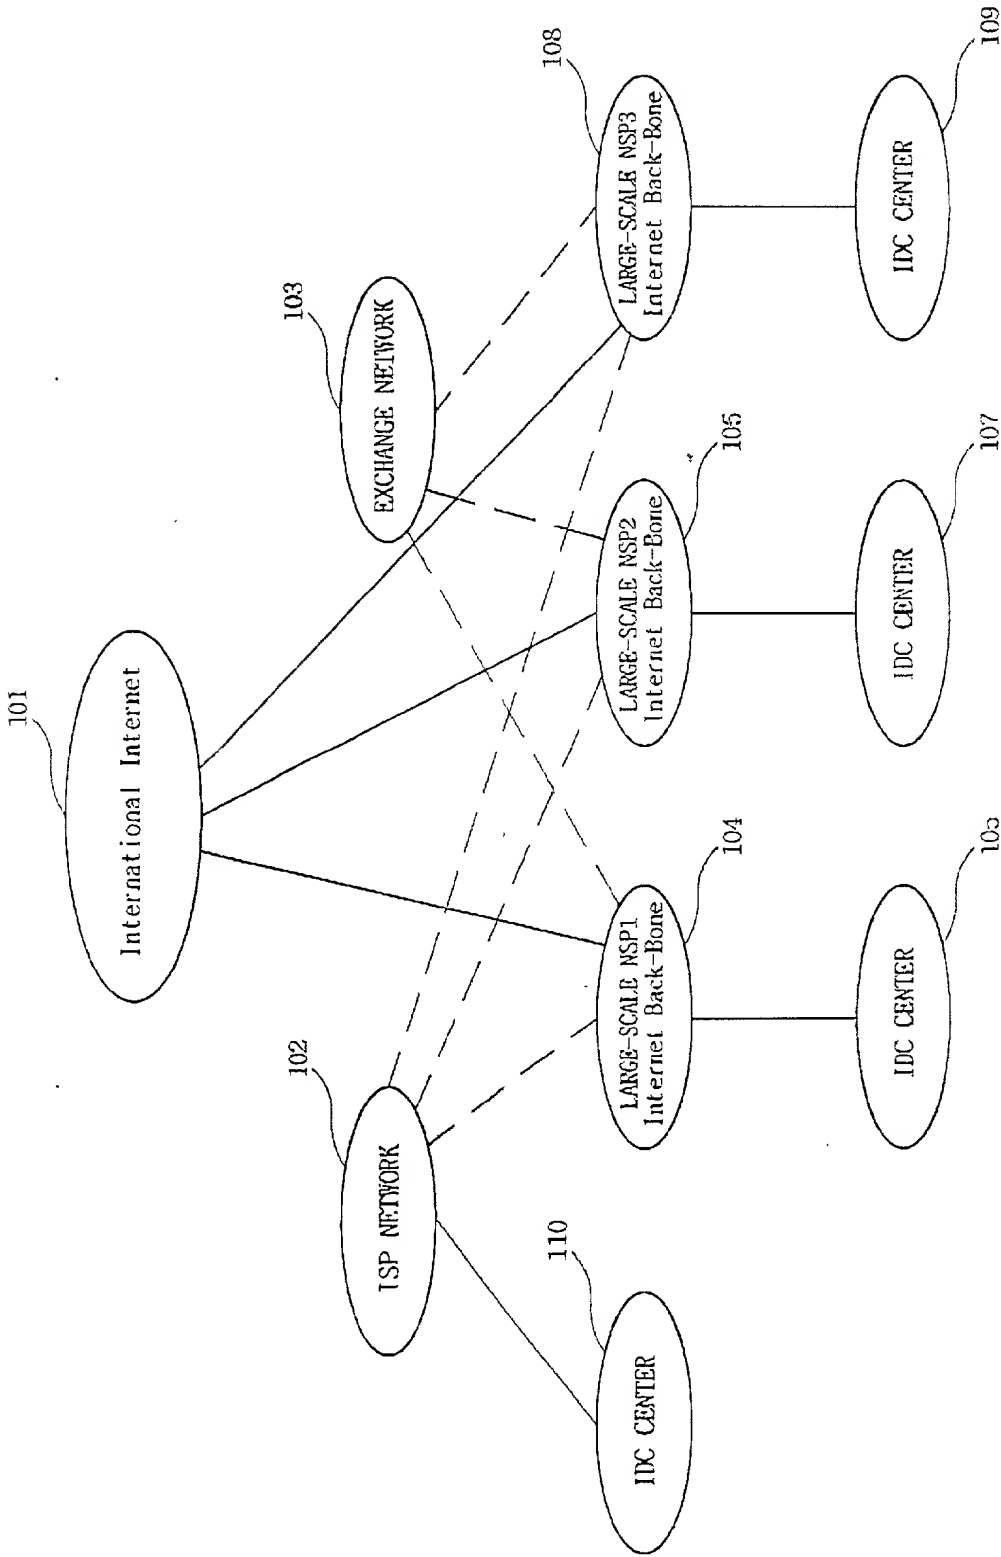 101
International Internet
102
ISP NETWORK
103
EXCHANGE NETWORK
110
IDC CENTER
LARGE-SCALE NSP1
Internet Back-Bone
104
LARGE-SCALE NSP2
Internet Back-Bone
106
108
LARGE-SCALE NSP3
Internet Back-Bone
IDC CENTER
IDC CENTER
107
IDC CENTER
109